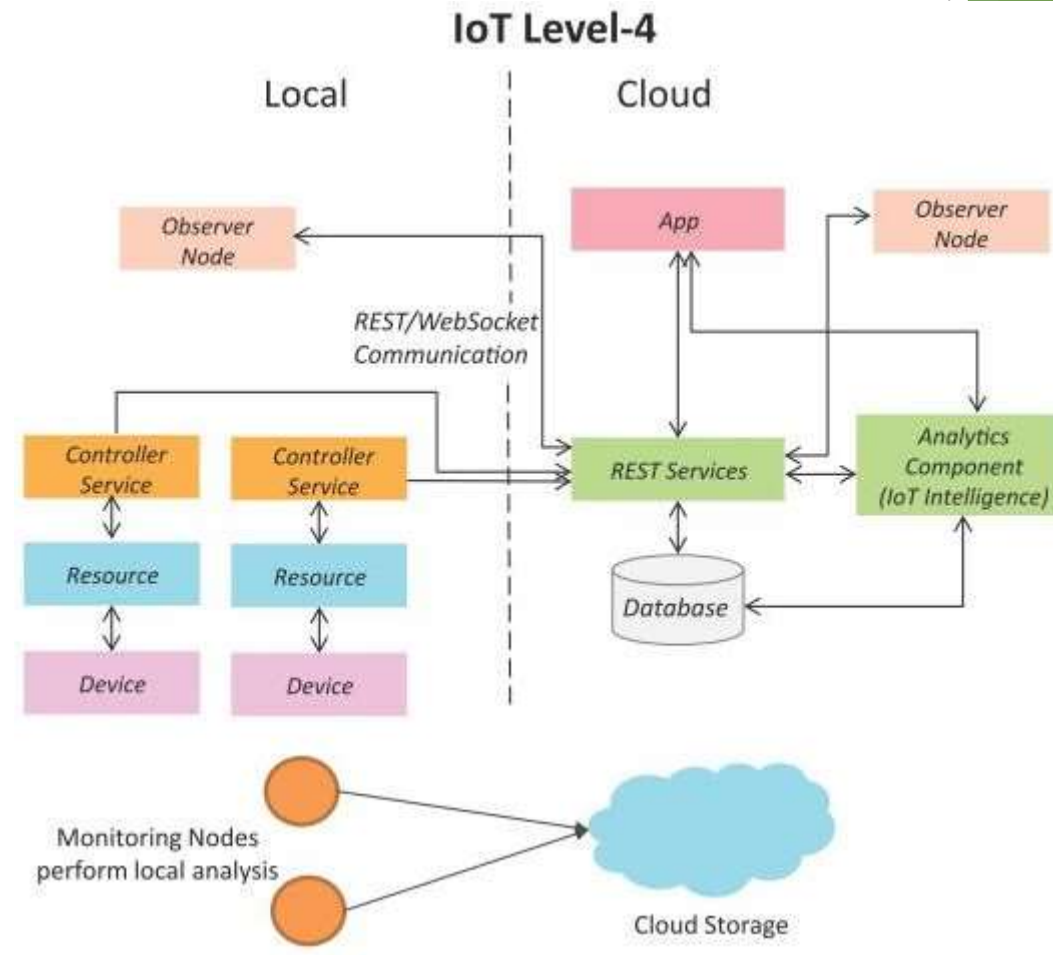 IoT Level-4
Local
Cloud
Observer
Node
App
Observer
Node
REST/WebSocket
Communication
Controller
Service
Controller
Service
REST Services
Analytics
Component
(IoT Intelligence)
Resource
Resource
Database
Device
Device
Monitoring Nodes
perform local analysis
Cloud Storage